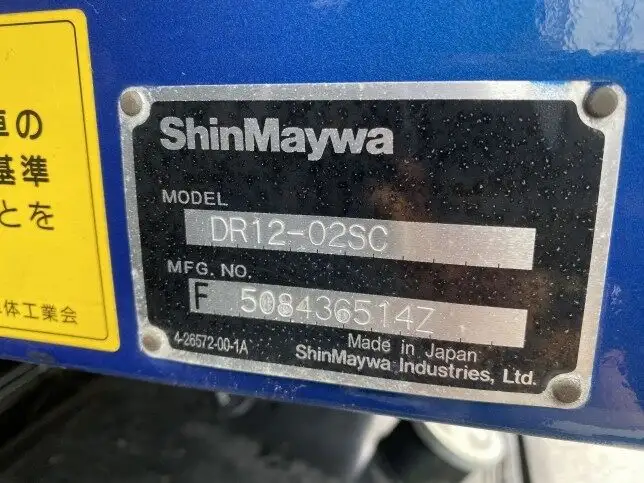 車の
基準
とを
体工業会
ShinMaywa
MODEL
DR12-02SC
MFG. NO.
F 508436514Z
4-26572-00-1A
Made in Japan
ShinMaywa Industries, Ltd.